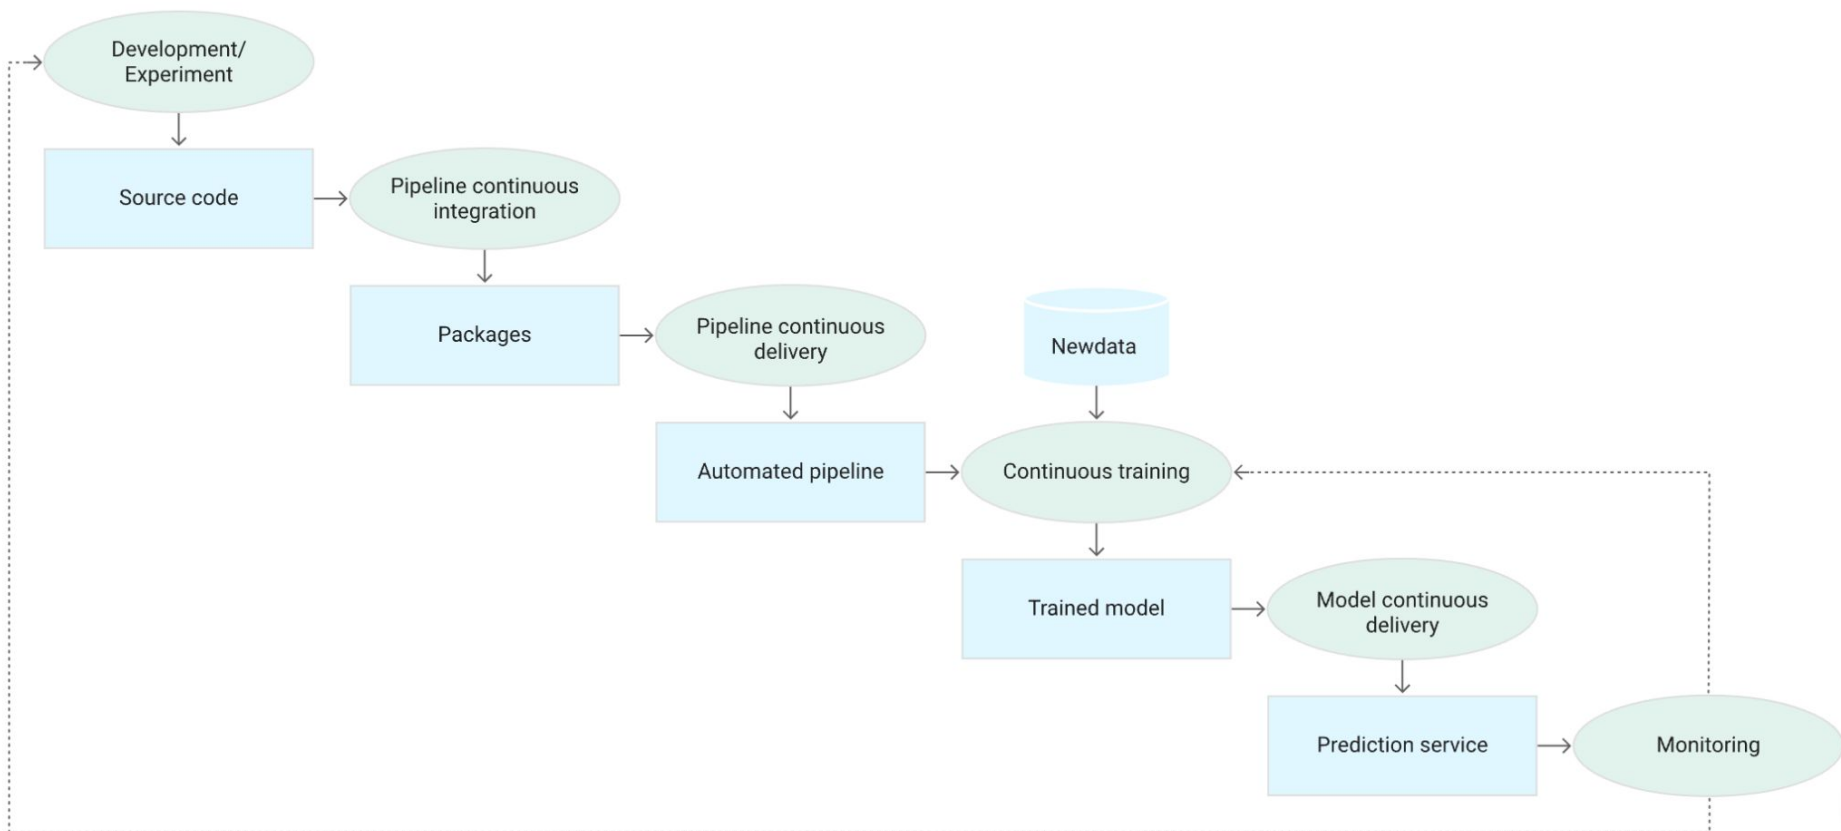 Development/
Experiment
Source code
Pipeline continuous
integration
Packages
Pipeline continuous
delivery
Newdata
Automated pipeline
Continuous training
Trained model
Model continuous
delivery
Prediction service
Monitoring